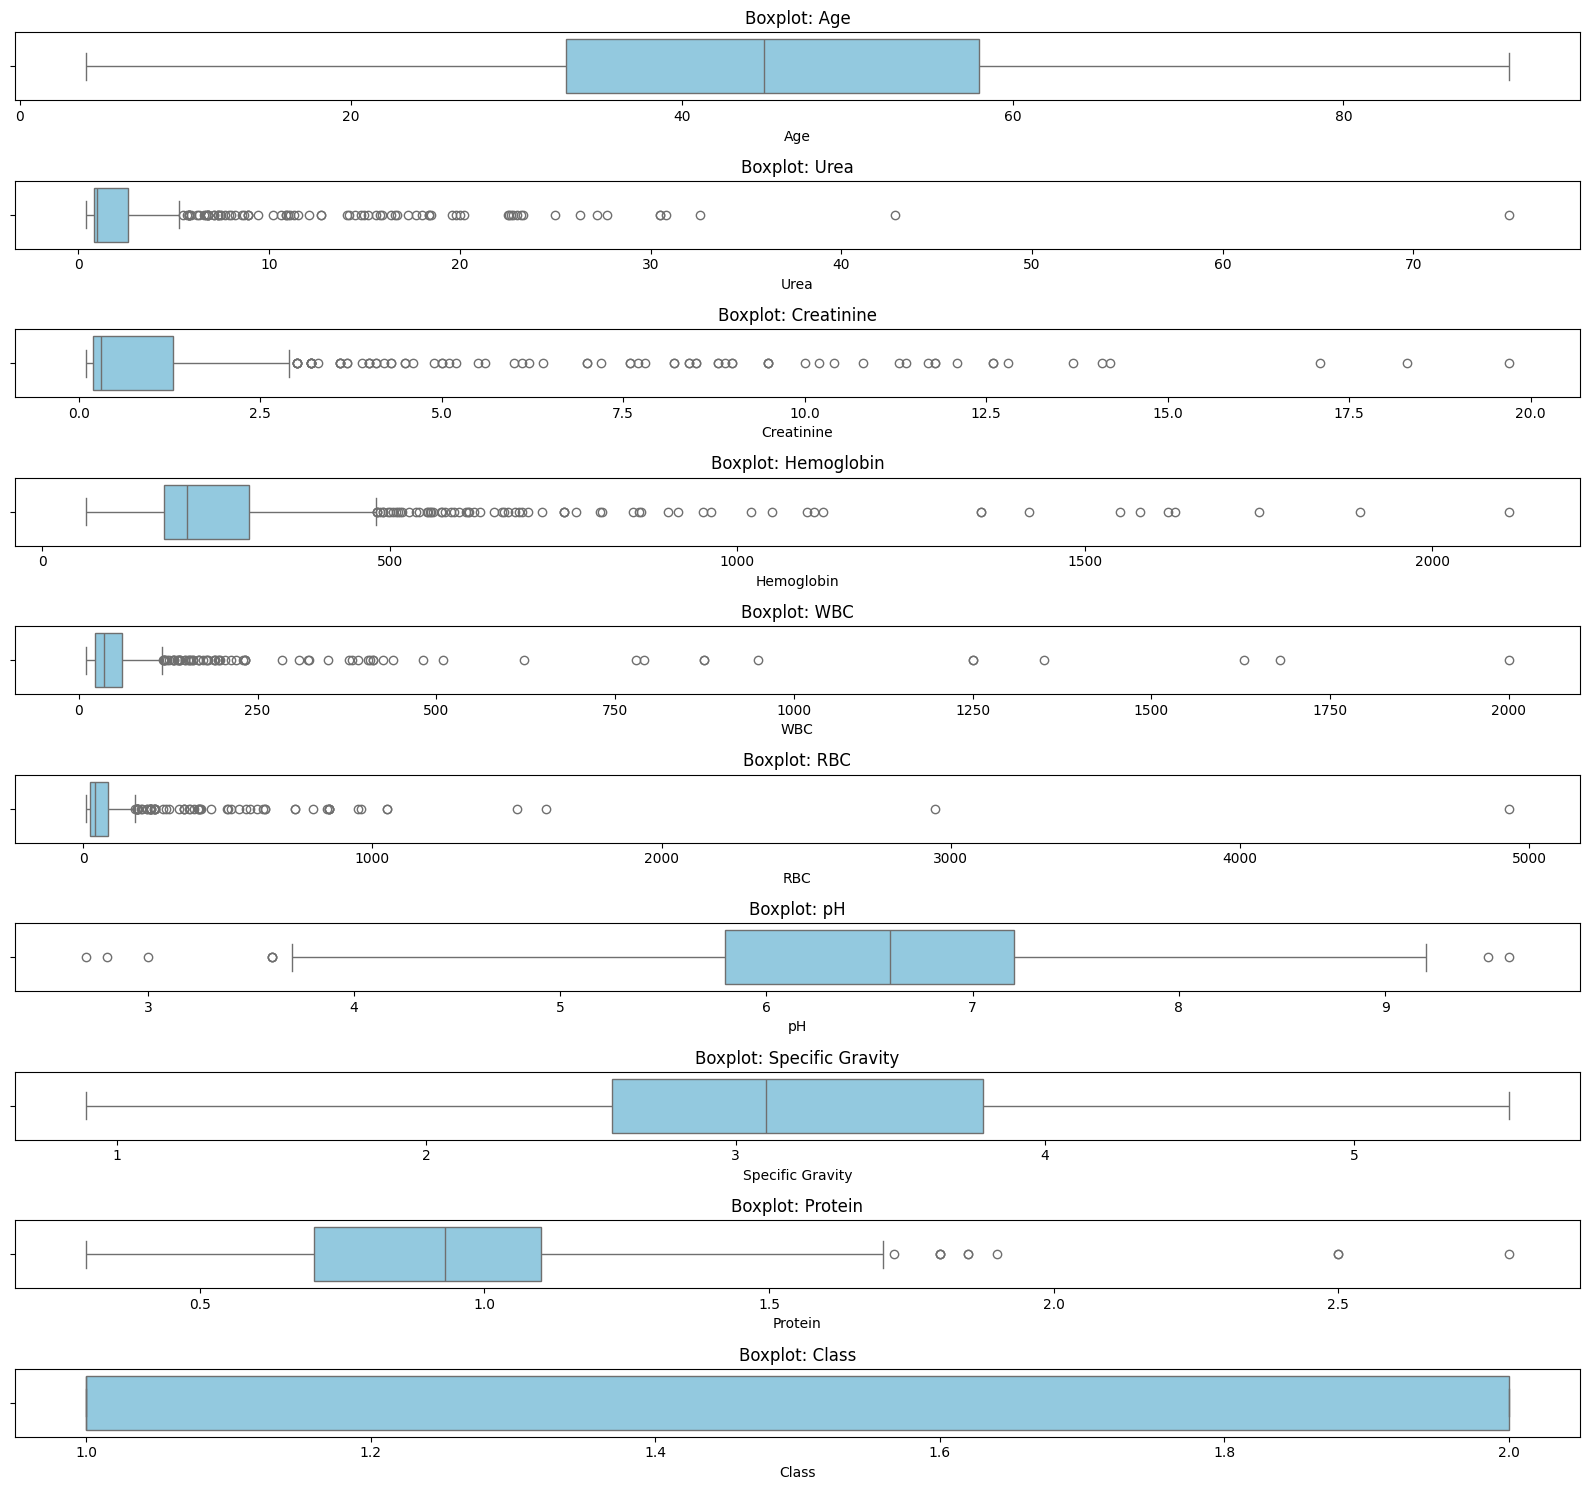 Boxplot: Age
0 20 40 60 80
Age
Boxplot: Urea
0 10 20 30 40 50 60 70
Urea
Boxplot: Creatinine
0.0 2.5 5.0 7.5 10.0 12.5 15.0 17.5 20.0
Creatinine
Boxplot: Hemoglobin
0 500 1000 1500 2000
Hemoglobin
Boxplot: WBC
0 250 500 750 1000 1250 1500 1750 2000
WBC
Boxplot: RBC
0 1000 2000 3000 4000 5000
RBC
Boxplot: pH
3 4 5 6 7 8 9
pH
Boxplot: Specific Gravity
1 2 3 4 5
Specific Gravity
Boxplot: Protein
0.5 1.0 1.5 2.0 2.5
Protein
Boxplot: Class
1.0 1.2 1.4 1.6 1.8 2.0
Class